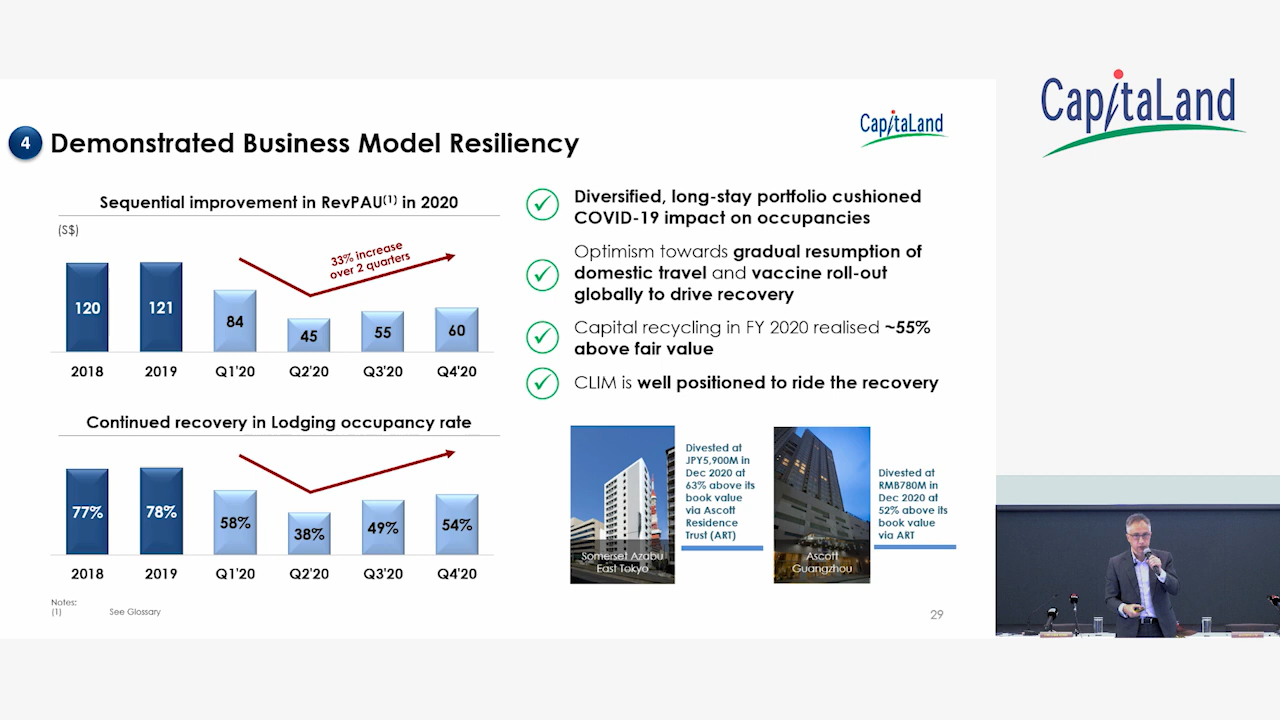 CapitaLand
CapitaLand
4 Demonstrated Business Model Resiliency
Sequential improvement in RevPAU(1) in 2020
(S$)
33% increase
over 2 quarters
120 121 84 45 55 60
2018 2019 Q1'20 Q2'20 Q3'20 Q4'20
Continued recovery in Lodging occupancy rate
77% 78% 58% 38% 49% 54%
2018 2019 Q1'20 Q2'20 Q3'20 Q4'20
Notes:
(1) See Glossary
Diversified, long-stay portfolio cushioned
COVID-19 impact on occupancies
Optimism towards gradual resumption of
domestic travel and vaccine roll-out
globally to drive recovery
Capital recycling in FY 2020 realised ~55%
above fair value
CLIM is well positioned to ride the recovery
Somerset Azabu
East Tokyo
Divested at
JPY5,900M in
Dec 2020 at
63% above its
book value
via Ascott
Residence
Trust (ART)
Ascott
Guangzhou
Divested at
RMB780M in
Dec 2020 at
52% above its
book value
via ART
29